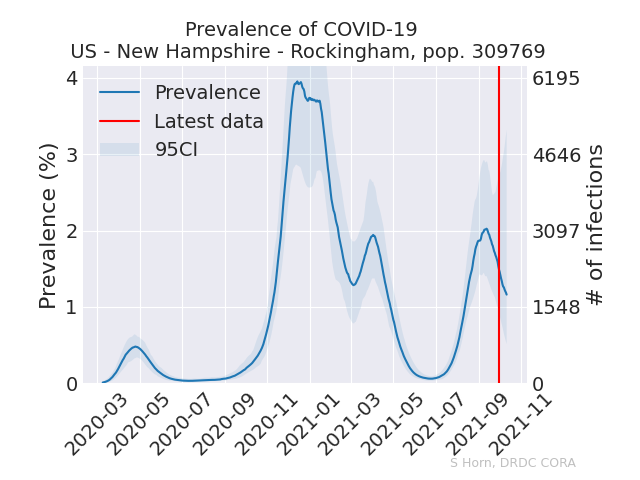 Prevalence of COVID-19
US - New Hampshire - Rockingham, pop. 309769
Prevalence
Latest data
95CI
Prevalence (%)
4
3
2
1
0
6195
4646
3097
1548
0
# of infections
2020-03
2020-05
2020-07
2020-09
2020-11
2021-01
2021-03
2021-05
2021-07
2021-09
2021-11
S Horn, DRDC CORA